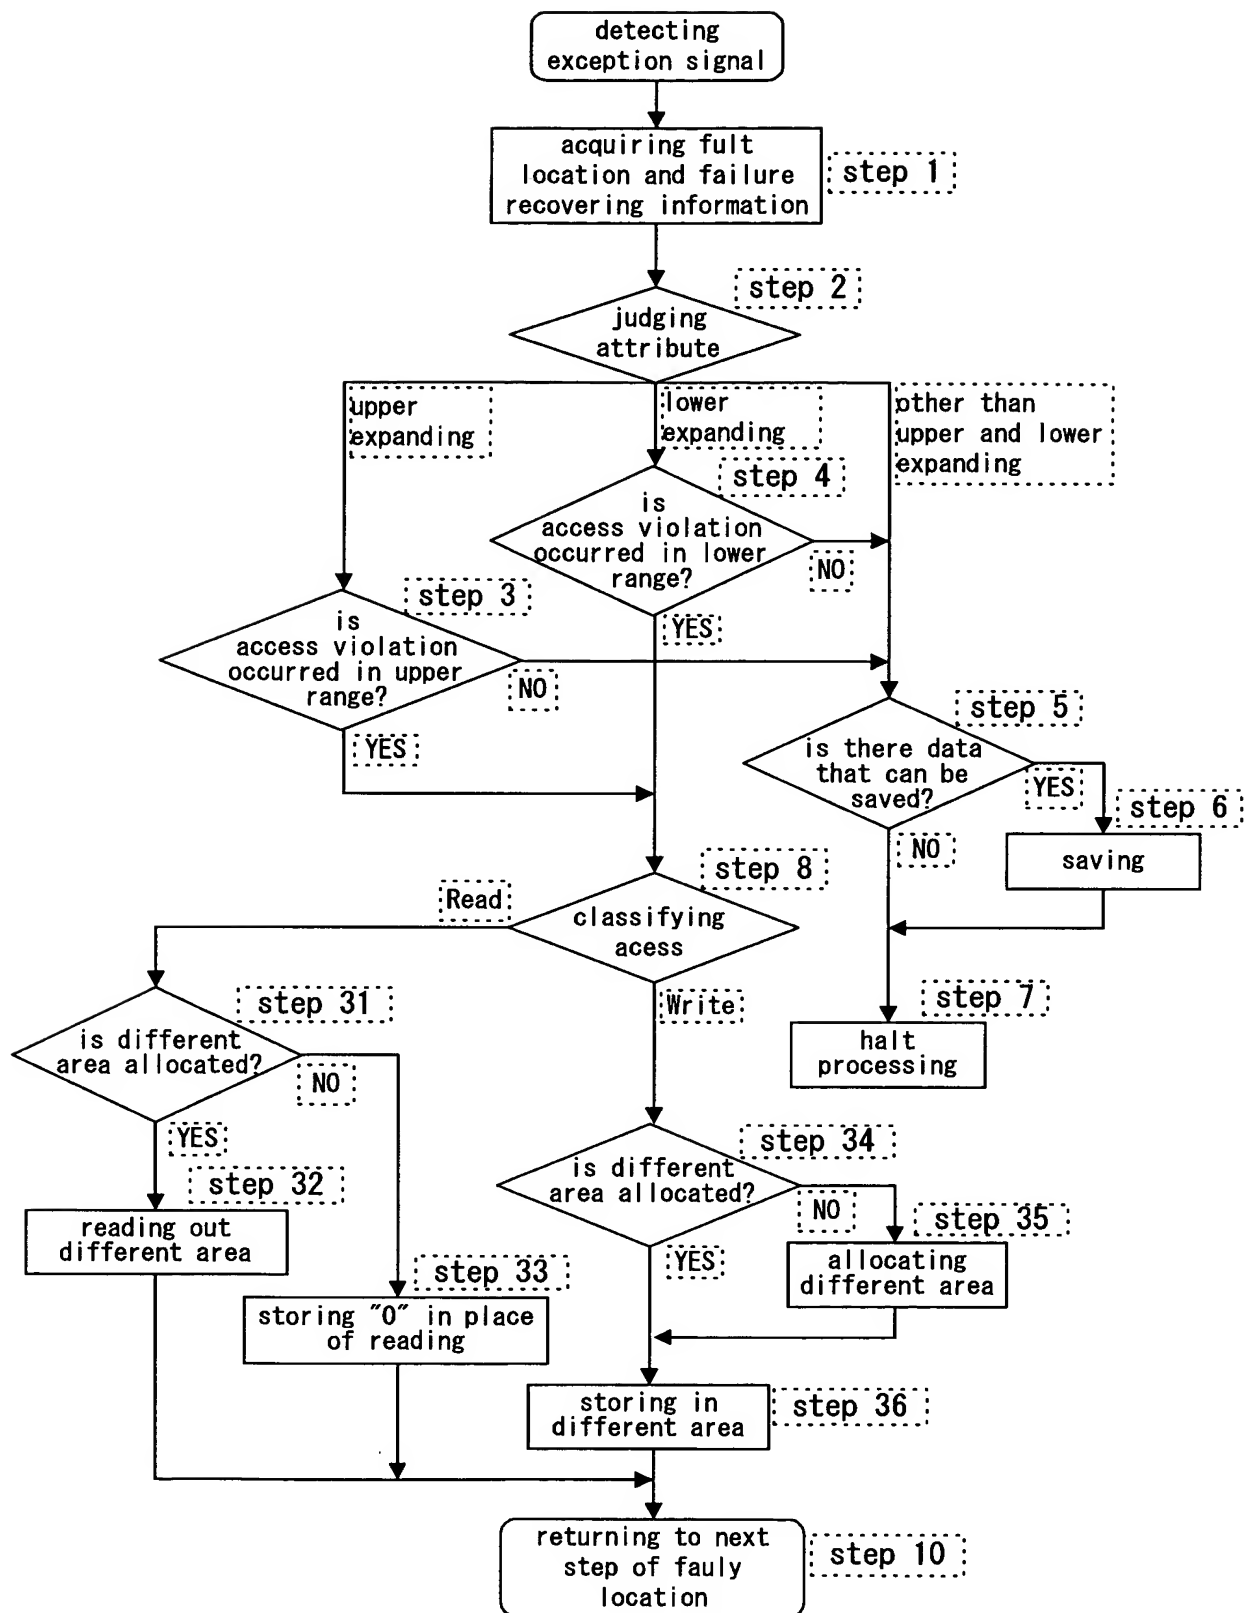 detecting
exception signal
acquiring fult
location and failure
recovering information
step 1
step 2
judging
attribute
upper
expanding
lower
expanding
other than
upper and lower
expanding
step 4
is
access violation
occurred in lower
range?
NO
YES
step 3
is
access violation
occurred in upper
range?
NO
YES
step 5
is there data
that can be
saved?
YES
NO
step 6
saving
step 8
classifying
acess
Read
Write
step 7
halt
processing
step 31
is different
area allocated?
NO
YES
step 32
reading out
different area
step 33
storing "0" in place
of reading
step 34
is different
area allocated?
NO
YES
step 35
allocating
different area
storing in
different area
step 36
returning to next
step of fauly
location
step 10